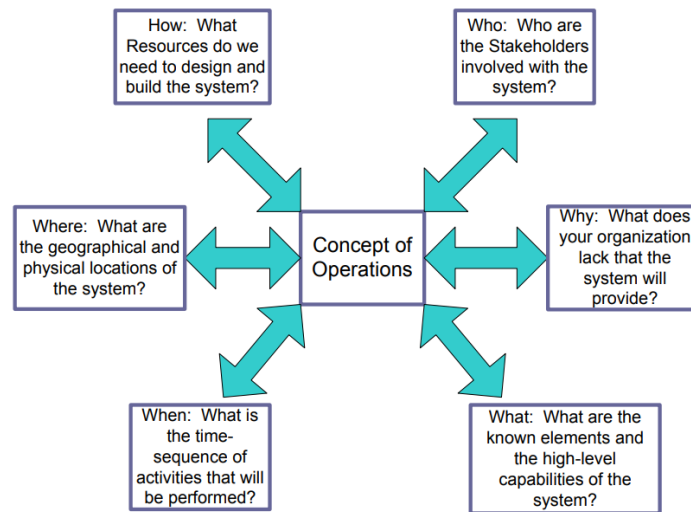 How: What
Resources do we
need to design and
build the system?
Who: Who are
the Stakeholders
involved with the
system?
Where: What are
the geographical and
physical locations of
the system?
Concept of
Operations
Why: What does
your organization
lack that the
system will
provide?
When: What is
the time-
sequence of
activities that will
be performed?
What: What are the
known elements and
the high-level
capabilities of the
system?